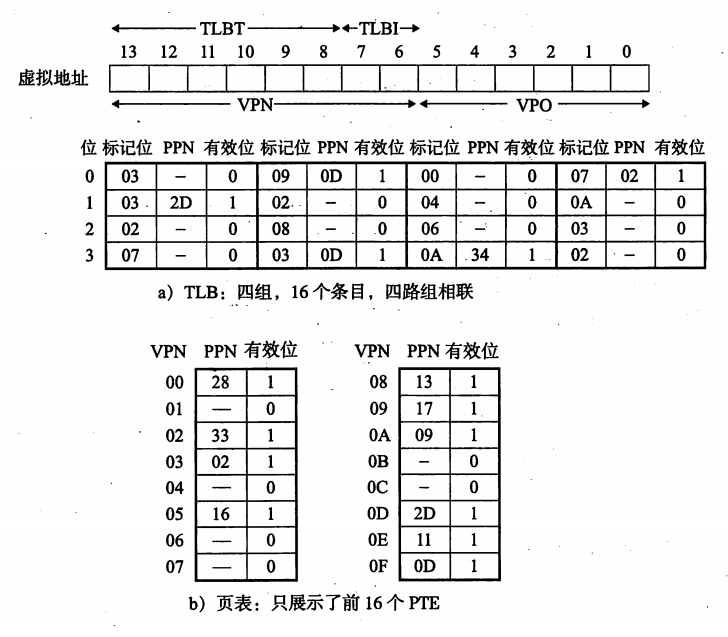 TLBT TLBI
13 12 11 10 9 8 7 6 5 4 3 2 1 0
虚拟地址
VPN VPO
位 标记位 PPN 有效位 标记位 PPN 有效位 标记位 PPN 有效位 标记位 PPN 有效位
0 03 – 0 09 0D 1 00 – 0 07 02 1
1 03 2D 1 02 – 0 04 – 0 0A – 0
2 02 – 0 08 – 0 06 – 0 03 – 0
3 07 – 0 03 0D 1 0A 34 1 02 – 0
a) TLB:四组,16个条目,四路组相联
VPN PPN 有效位 VPN PPN 有效位
00 28 1 08 13 1
01 — 0 09 17 1
02 33 1 0A 09 1
03 02 1 0B – 0
04 — 0 0C – 0
05 16 1 0D 2D 1
06 — 0 0E 11 1
07 — 0 0F 0D 1
b) 页表:只展示了前16个PTE